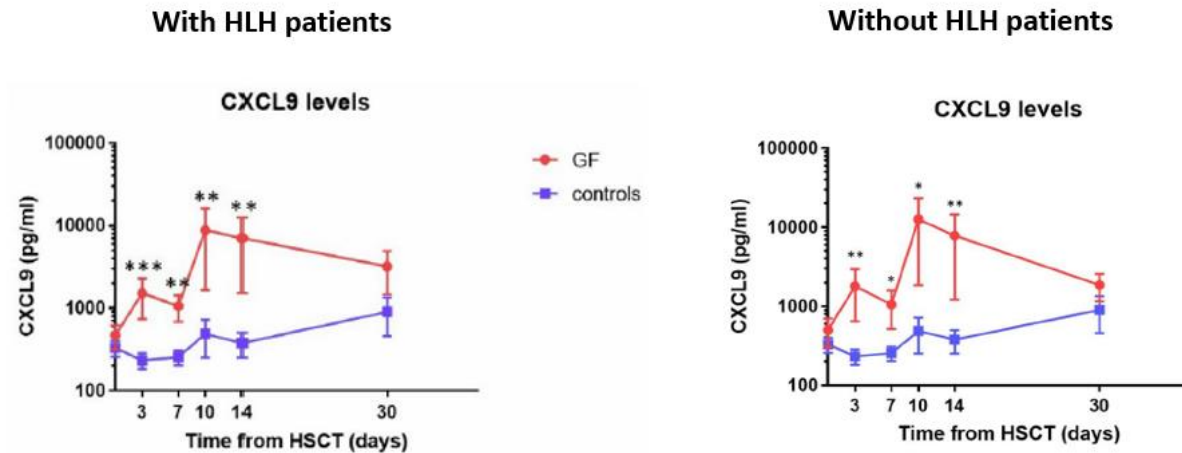 With HLH patients
CXCL9 levels
100000
10000
1000
100
CXCL9 (pg/ml)
***
**
**
**
3 7 10 14 30
Time from HSCT (days)
GF
controls
Without HLH patients
CXCL9 levels
100000
10000
1000
100
CXCL9 (pg/ml)
**
*
*
**
3 7 10 14 30
Time from HSCT (days)